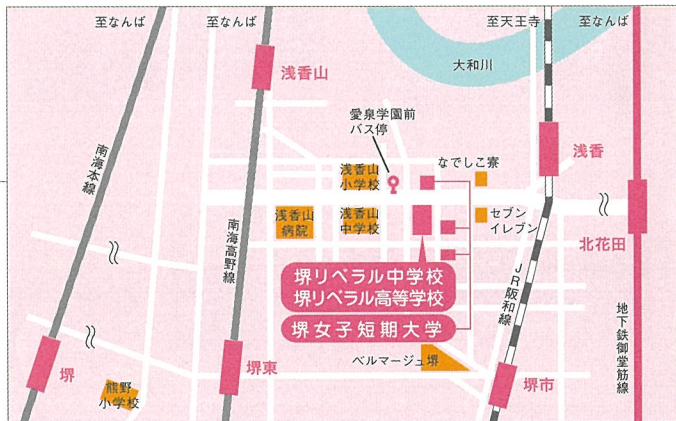 至なんば
至なんば
至天王寺
至なんば
大和川
浅香山
愛泉学園前
バス停
浅香
南海本線
浅香山
小学校
なでしこ寮
浅香山
病院
浅香山
中学校
セブン
イレブン
南海高野線
北花田
堺リベラル中学校
堺リベラル高等学校
JR阪和線
堺女子短期大学
地下鉄御堂筋線
ベルマージュ堺
堺
堺東
熊野
小学校
堺市